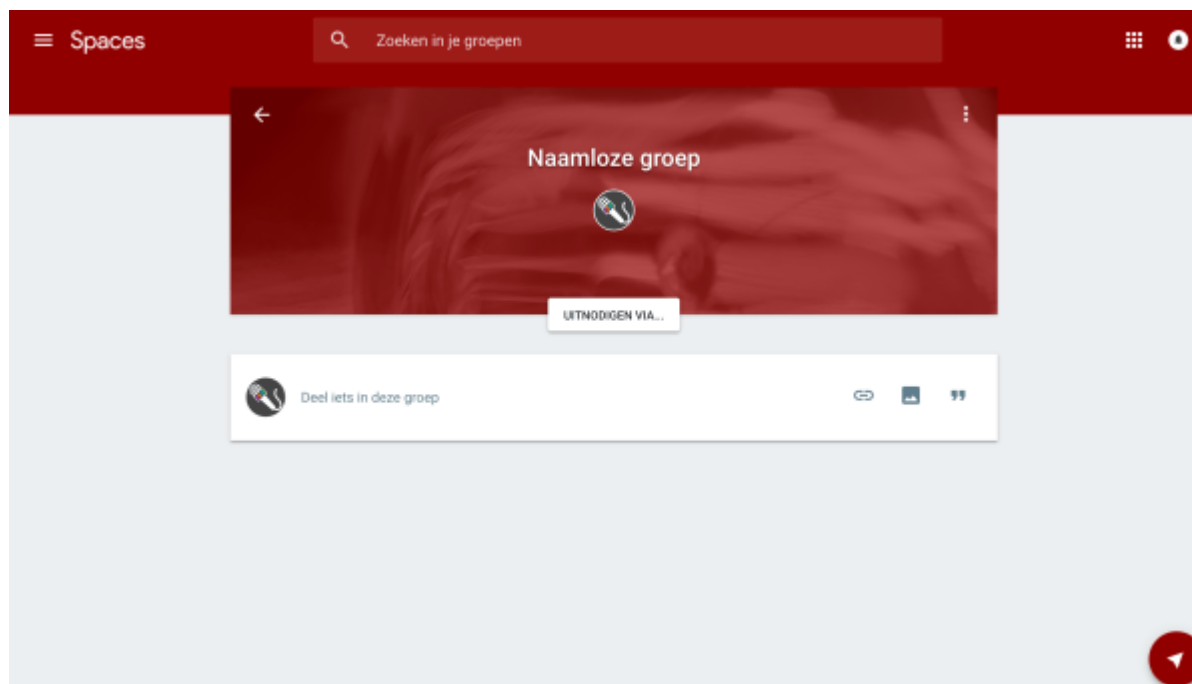 Spaces
Zoeken in je groepen
Naamloze groep
UITNODIGEN VIA...
Deel iets in deze groep